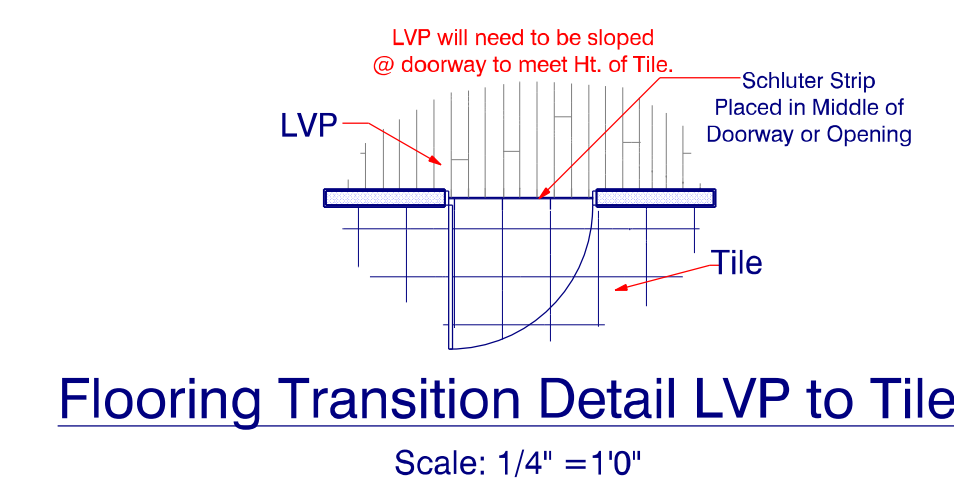 LVP will need to be sloped
@ doorway to meet Ht. of Tile.
Schluter Strip
Placed in Middle of
Doorway or Opening
LVP
Tile
Flooring Transition Detail LVP to Tile
Scale: 1/4" =1'0"